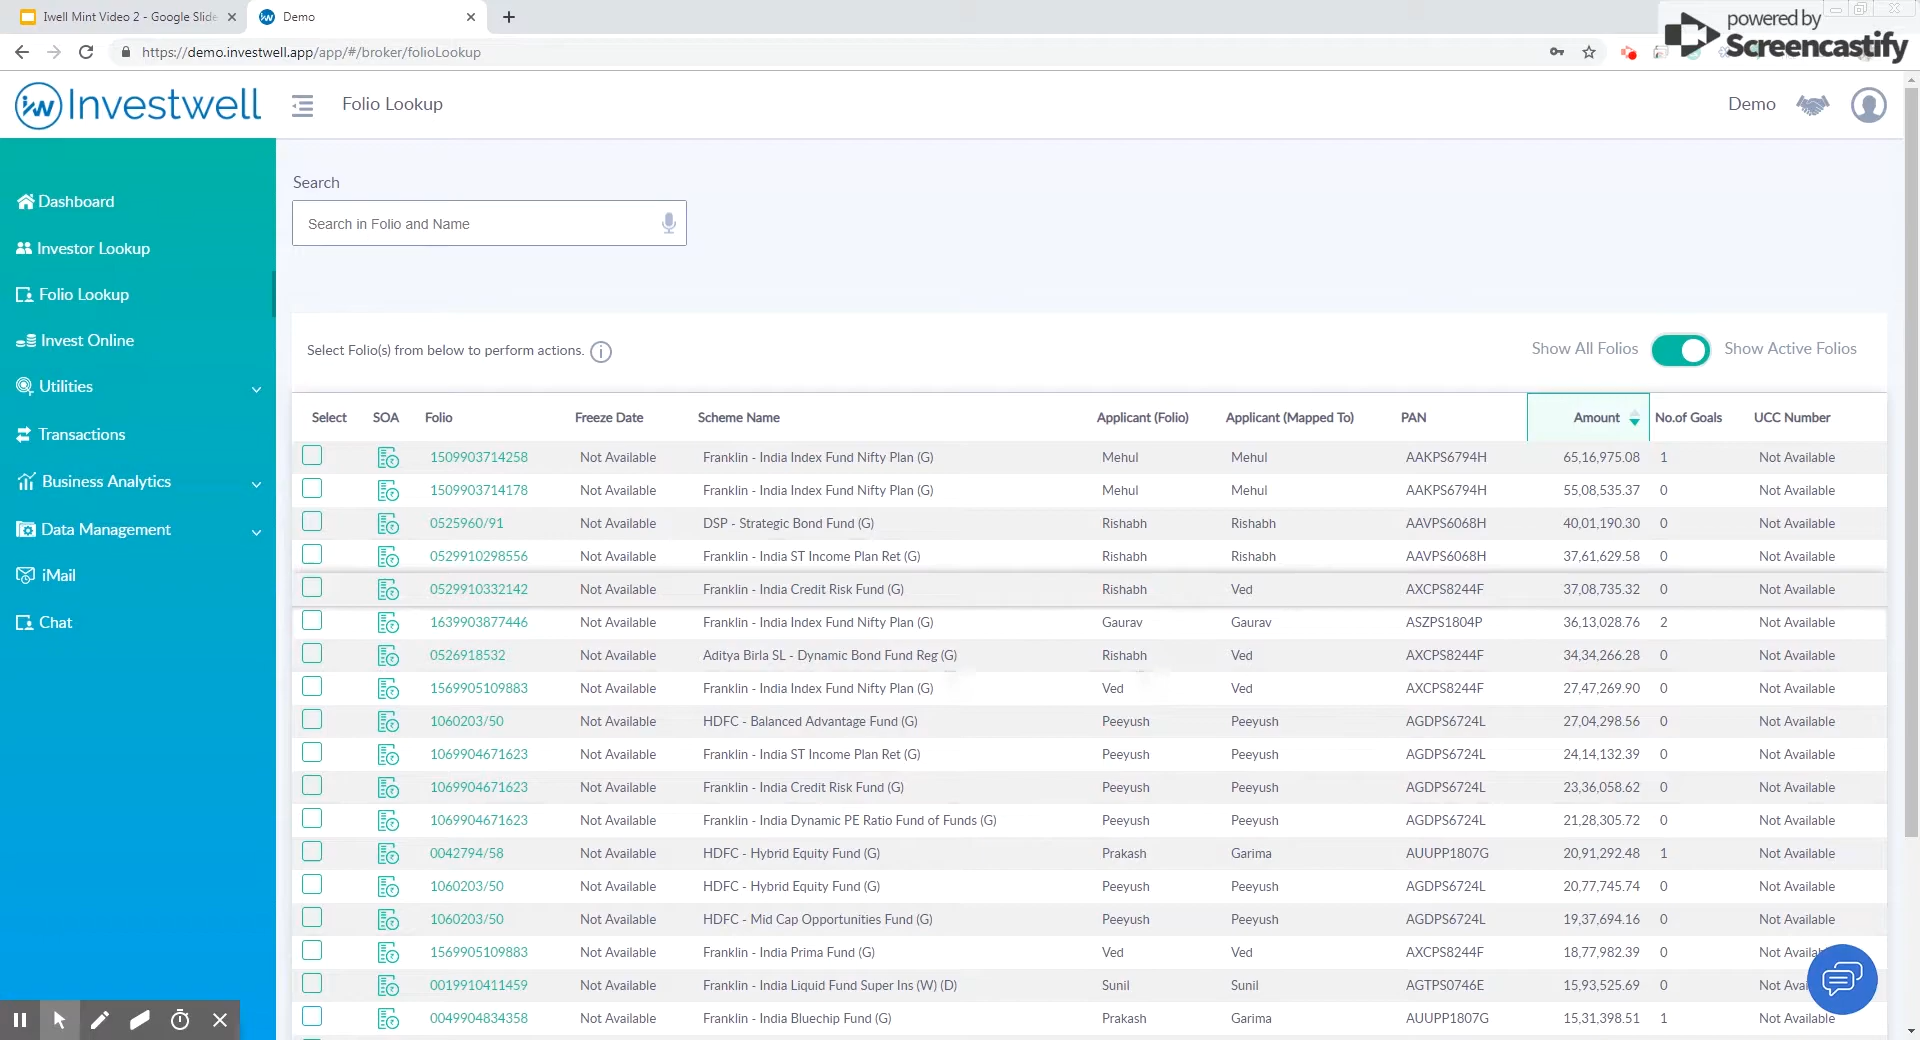 Iwell Mint Video 2 - Google Slide
Demo
powered by
Screencastify
https://demo.investwell.app/app/#/broker/folioLookup
Investwell
Folio Lookup
Demo
Dashboard
Investor Lookup
Folio Lookup
Invest Online
Utilities
Transactions
Business Analytics
Data Management
iMail
Chat
Search
Search in Folio and Name
Select Folio(s) from below to perform actions.
Show All Folios Show Active Folios
Select SOA Folio Freeze Date Scheme Name Applicant (Folio) Applicant (Mapped To) PAN Amount No.of Goals UCC Number
1509903714258 Not Available Franklin - India Index Fund Nifty Plan (G) Mehul Mehul AAKPS6794H 65,16,975.08 1 Not Available
1509903714178 Not Available Franklin - India Index Fund Nifty Plan (G) Mehul Mehul AAKPS6794H 55,08,535.37 0 Not Available
0525960/91 Not Available DSP - Strategic Bond Fund (G) Rishabh Rishabh AAVPS6068H 40,01,190.30 0 Not Available
0529910298556 Not Available Franklin - India ST Income Plan Ret (G) Rishabh Rishabh AAVPS6068H 37,61,629.58 0 Not Available
0529910332142 Not Available Franklin - India Credit Risk Fund (G) Rishabh Ved AXCPS8244F 37,08,735.32 0 Not Available
1639903877446 Not Available Franklin - India Index Fund Nifty Plan (G) Gaurav Gaurav ASZPS1804P 36,13,028.76 2 Not Available
0526918532 Not Available Aditya Birla SL - Dynamic Bond Fund Reg (G) Rishabh Ved AXCPS8244F 34,34,266.28 0 Not Available
1569905109883 Not Available Franklin - India Index Fund Nifty Plan (G) Ved Ved AXCPS8244F 27,47,269.90 0 Not Available
1060203/50 Not Available HDFC - Balanced Advantage Fund (G) Peeyush Peeyush AGDPS6724L 27,04,298.56 0 Not Available
1069904671623 Not Available Franklin - India ST Income Plan Ret (G) Peeyush Peeyush AGDPS6724L 24,14,132.39 0 Not Available
1069904671623 Not Available Franklin - India Credit Risk Fund (G) Peeyush Peeyush AGDPS6724L 23,36,058.62 0 Not Available
1069904671623 Not Available Franklin - India Dynamic PE Ratio Fund of Funds (G) Peeyush Peeyush AGDPS6724L 21,28,305.72 0 Not Available
0042794/58 Not Available HDFC - Hybrid Equity Fund (G) Prakash Garima AUUPP1807G 20,91,292.48 1 Not Available
1060203/50 Not Available HDFC - Hybrid Equity Fund (G) Peeyush Peeyush AGDPS6724L 20,77,745.74 0 Not Available
1060203/50 Not Available HDFC - Mid Cap Opportunities Fund (G) Peeyush Peeyush AGDPS6724L 19,37,694.16 0 Not Available
1569905109883 Not Available Franklin - India Prima Fund (G) Ved Ved AXCPS8244F 18,77,982.39 0 Not
0019910411459 Not Available Franklin - India Liquid Fund Super Ins (W) (D) Sunil Sunil AGTPS0746E 15,93,525.69 0 Not
0049904834358 Not Available Franklin - India Bluechip Fund (G) Prakash Garima AUUPP1807G 15,31,398.51 1 Not Available